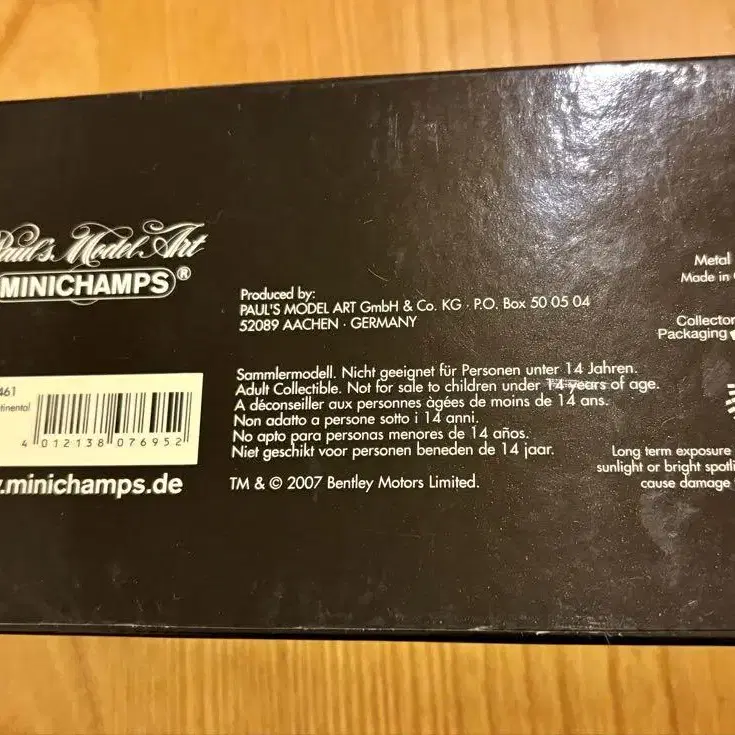 Paul's Model Art
MINICHAMPS®
461
tinental
4 012138 076952
.minichamps.de
Produced by:
PAUL'S MODEL ART GmbH & Co. KG · P.O. Box 50 05 04
52089 AACHEN · GERMANY
Sammlermodell. Nicht geeignet für Personen unter 14 Jahren.
Adult Collectible. Not for sale to children under 14 years of age.
A déconseiller aux personnes âgées de moins de 14 ans.
Non adatto a persone sotto i 14 anni.
No apto para personas menores de 14 años.
Niet geschikt voor personen beneden de 14 jaar.
TM & © 2007 Bentley Motors Limited.
Metal
Made in
Collector
Packaging
Long term exposure
sunlight or bright spotli
cause damage